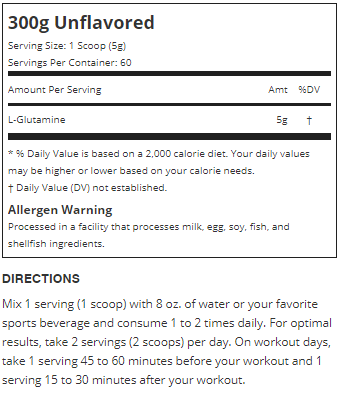 300g Unflavored
Serving Size: 1 Scoop (5g)
Servings Per Container: 60
Amount Per Serving Amt %DV
L-Glutamine 5g †
* % Daily Value is based on a 2,000 calorie diet. Your daily values
may be higher or lower based on your calorie needs.
† Daily Value (DV) not established.
Allergen Warning
Processed in a facility that processes milk, egg, soy, fish, and
shellfish ingredients.
DIRECTIONS
Mix 1 serving (1 scoop) with 8 oz. of water or your favorite
sports beverage and consume 1 to 2 times daily. For optimal
results, take 2 servings (2 scoops) per day. On workout days,
take 1 serving 45 to 60 minutes before your workout and 1
serving 15 to 30 minutes after your workout.